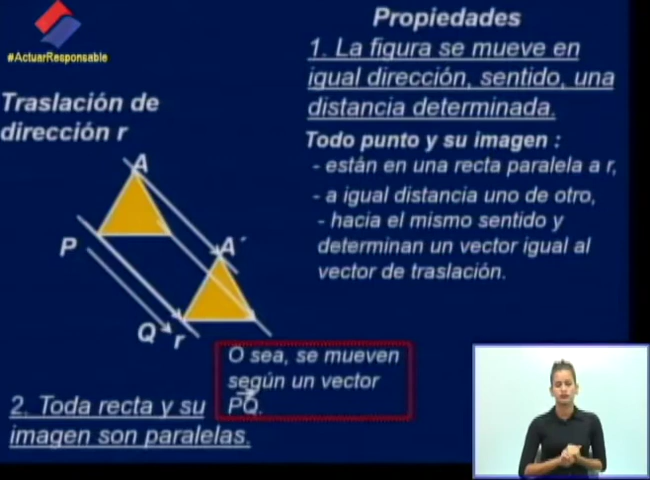 #ActuarResponsable
Propiedades
1. La figura se mueve en
igual dirección, sentido, una
distancia determinada.
Todo punto y su imagen :
- están en una recta paralela a r,
- a igual distancia uno de otro,
- hacia el mismo sentido y
determinan un vector igual al
vector de traslación.
Traslación de
dirección r
A
A´
P
Q
r
O sea, se mueven
según un vector
PQ.
2. Toda recta y su
imagen son paralelas.